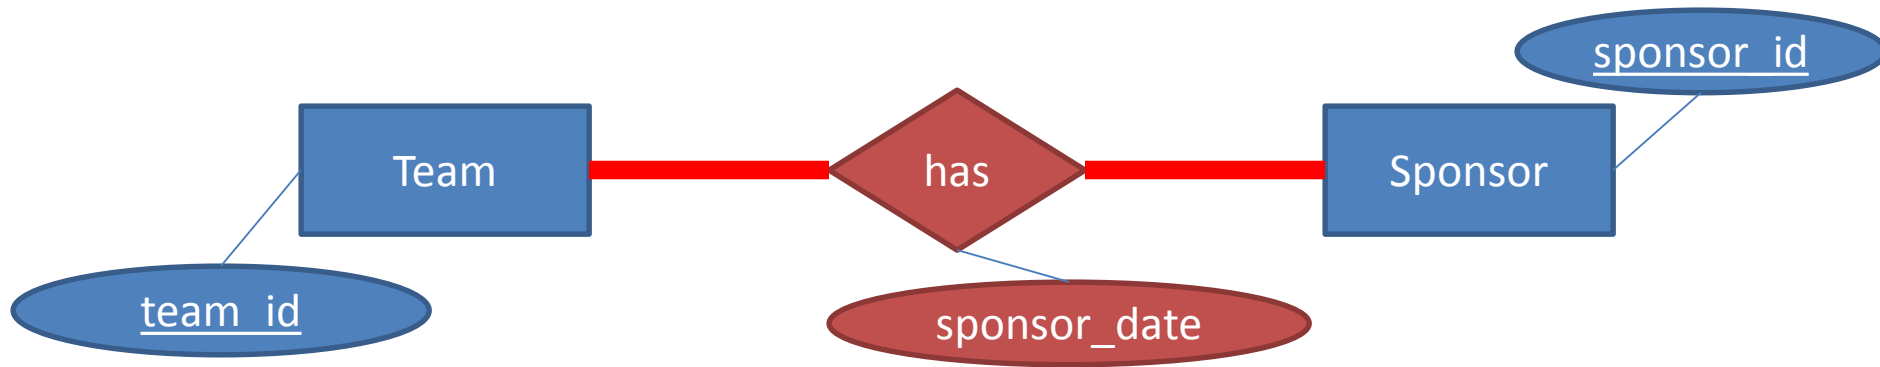 sponsor_id
Team
has
Sponsor
team_id
sponsor_date